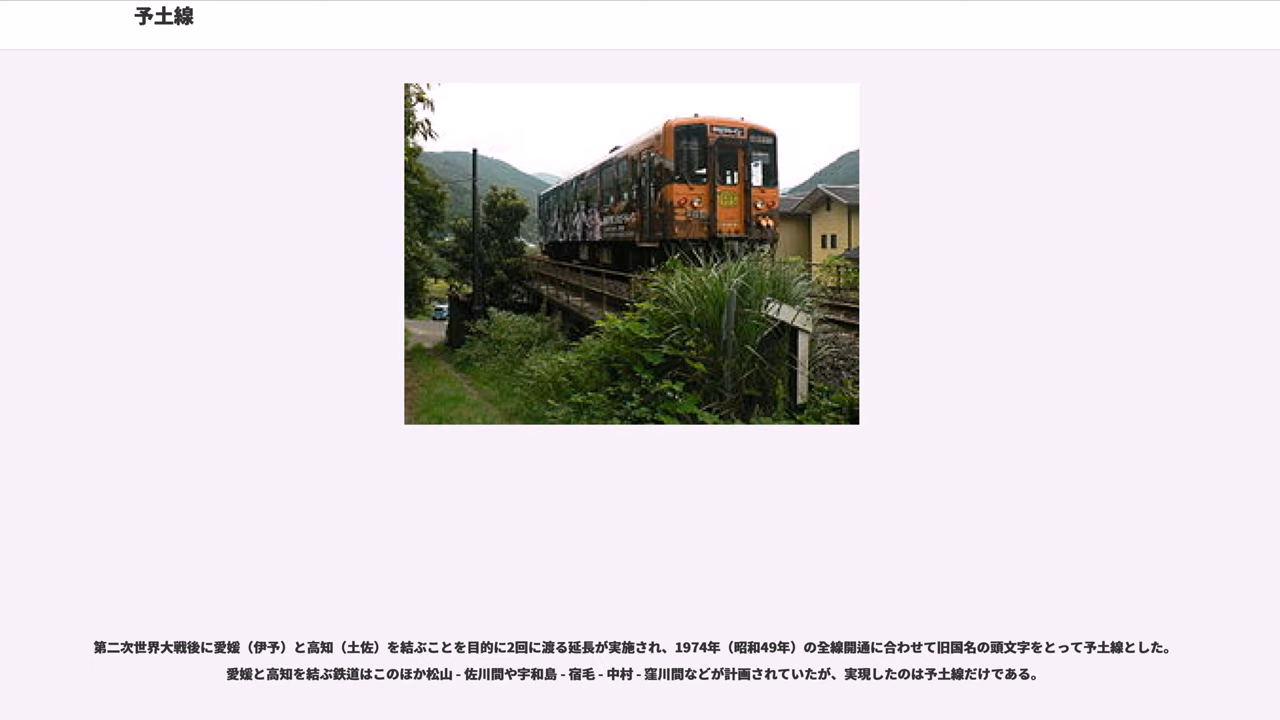 予土線
第二次世界大戦後に愛媛（伊予）と高知（土佐）を結ぶことを目的に2回に渡る延長が実施され、1974年（昭和49年）の全線開通に合わせて旧国名の頭文字をとって予土線とした。
愛媛と高知を結ぶ鉄道はこのほか松山 - 佐川間や宇和島 - 宿毛 - 中村 - 窪川間などが計画されていたが、実現したのは予土線だけである。